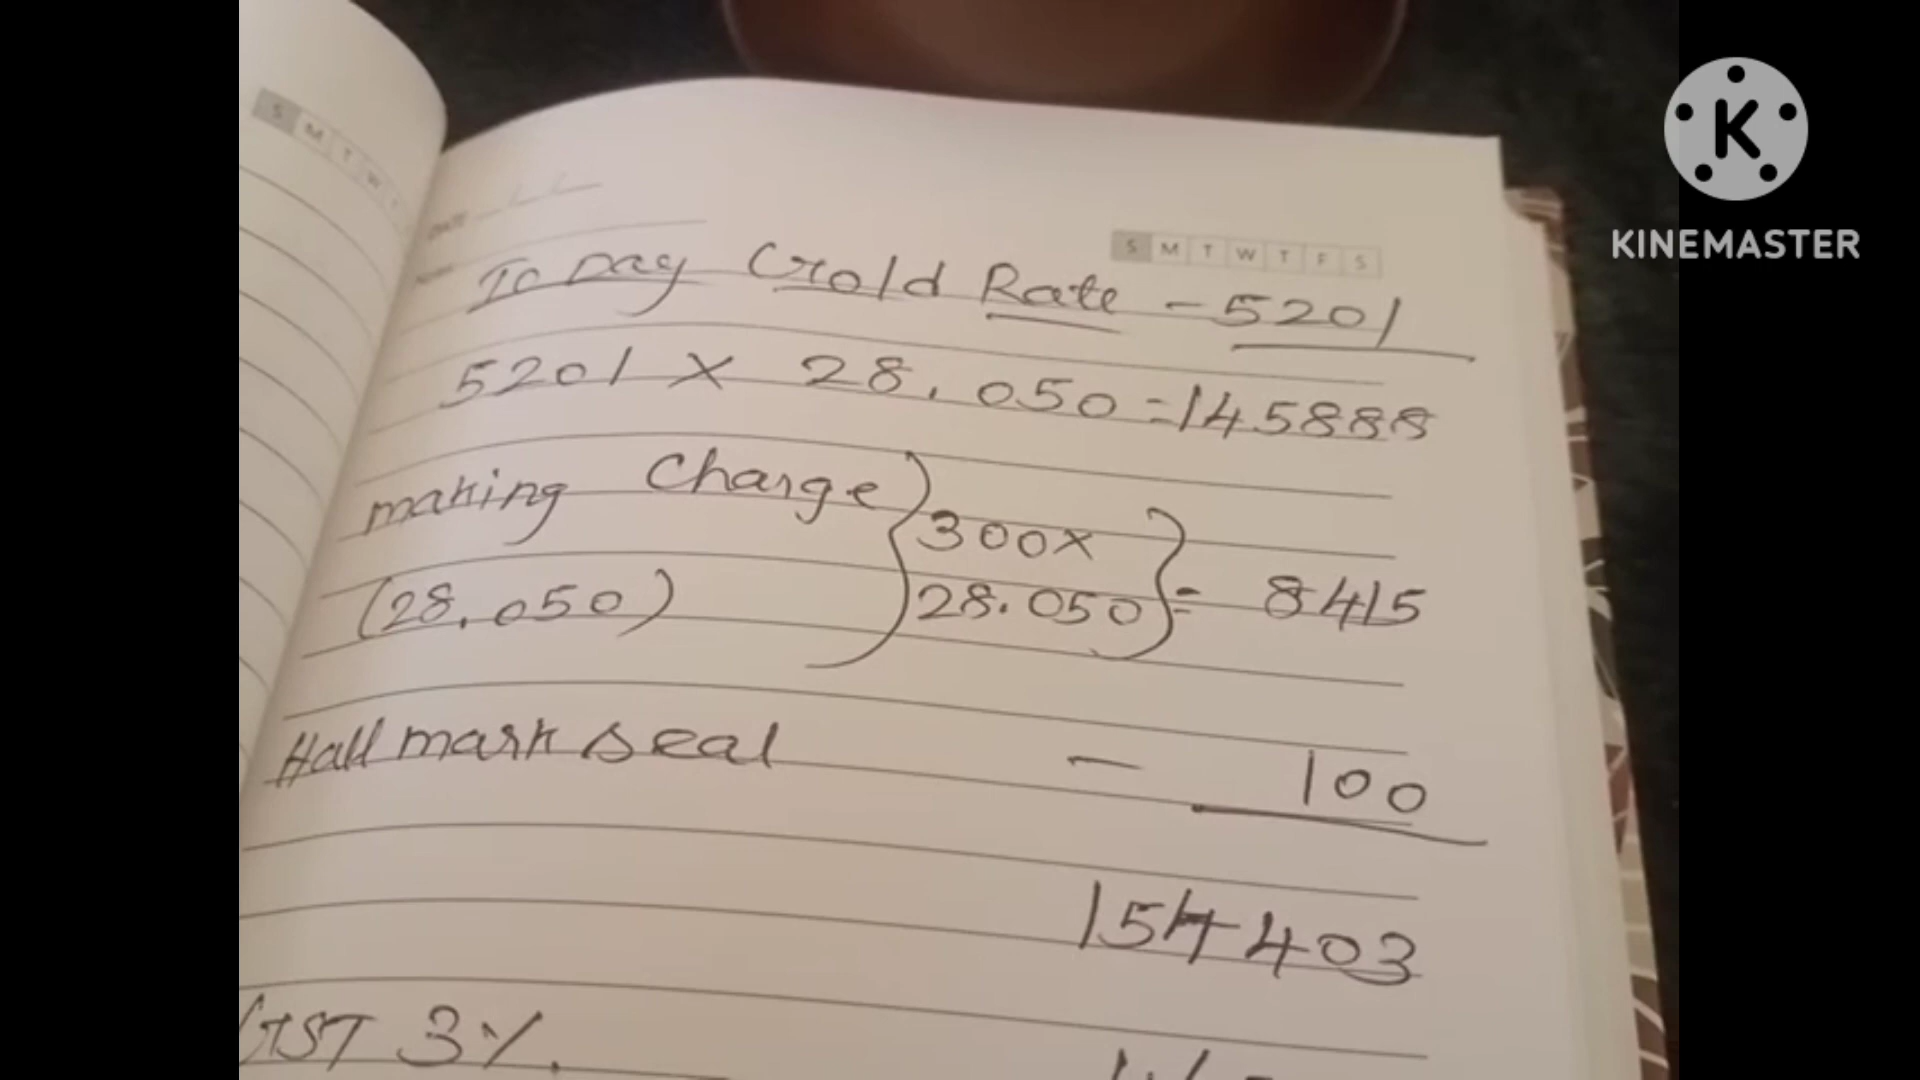 S M T W
DATE
S M T W T F S
To Day Gold Rate - 5201
5201 X 28.050 = 145888
making Charge
300x
(28.050)
28.050 = 8415
Hall mark seal - 100
154403
GST 3%.
K
KINEMASTER